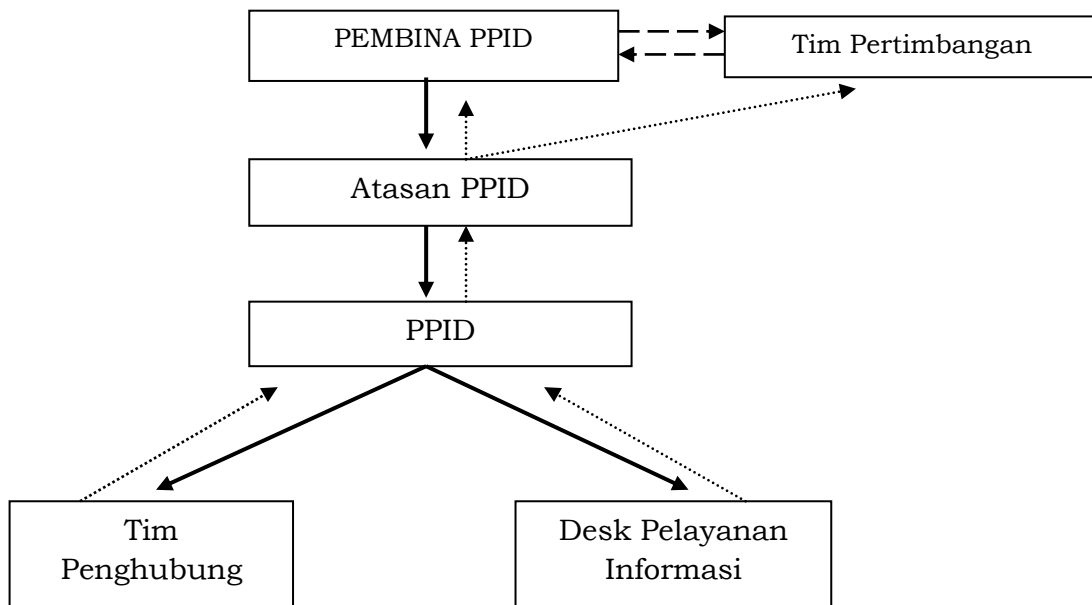 PEMBINA PPID
Tim Pertimbangan
Atasan PPID
PPID
Tim
Penghubung
Desk Pelayanan
Informasi